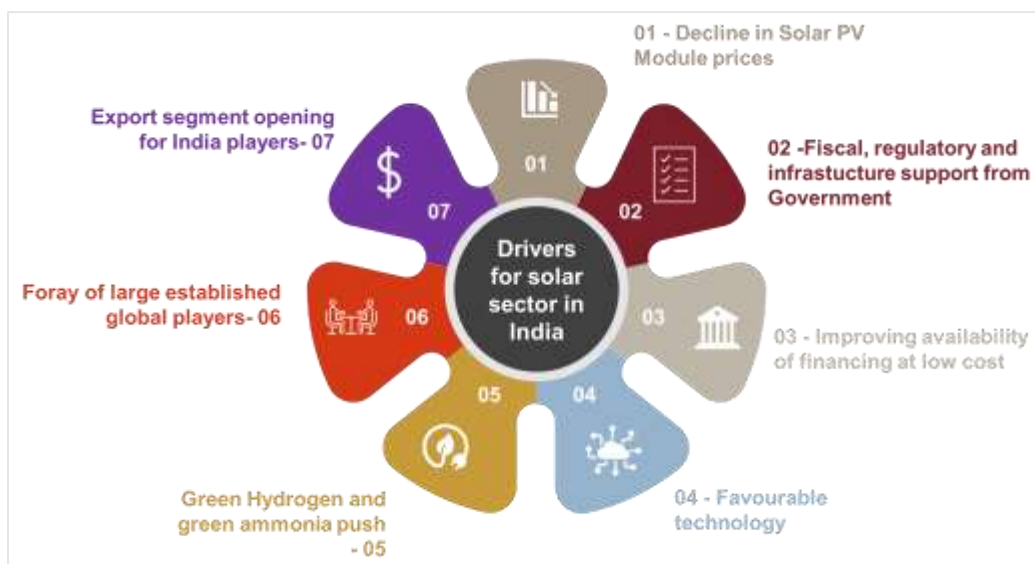 01 - Decline in Solar PV
Module prices
Export segment opening
for India players- 07
02 -Fiscal, regulatory and
infrastucture support from
Government
Foray of large established
global players- 06
03 - Improving availability
of financing at low cost
Green Hydrogen and
green ammonia push
- 05
04 - Favourable
technology
01
02
03
04
05
06
07
Drivers
for solar
sector in
India
$